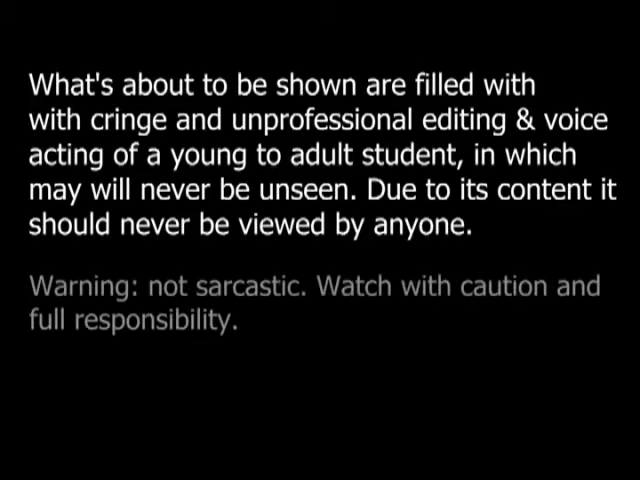 What's about to be shown are filled with
with cringe and unprofessional editing & voice
acting of a young to adult student, in which
may will never be unseen. Due to its content it
should never be viewed by anyone.
Warning: not sarcastic. Watch with caution and
full responsibility.